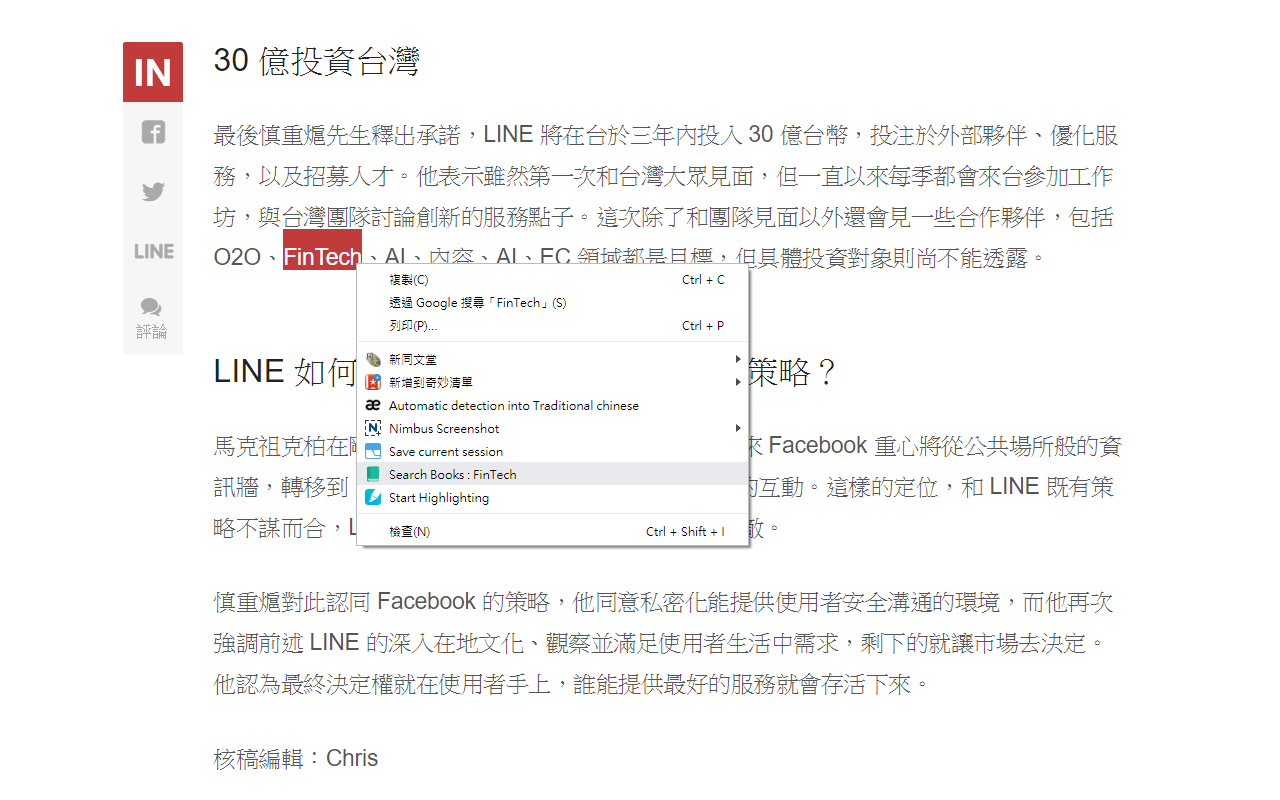 IN
LINE
評論
30 億投資台灣
最後慎重爊先生釋出承諾，LINE 將在台於三年內投入 30 億台幣，投注於外部夥伴、優化服
務，以及招募人才。他表示雖然第一次和台灣大眾見面，但一直以來每季都會來台參加工作
坊，與台灣團隊討論創新的服務點子。這次除了和團隊見面以外還會見一些合作夥伴，包括
O2O、FinTech、AI、內容、AI、EC 領域都是目標，但具體投資對象則尚不能透露。
複製(C) Ctrl + C
透過 Google 搜尋「FinTech」(S)
列印(P)... Ctrl + P
新同文堂
新增到奇妙清單
Automatic detection into Traditional chinese
Nimbus Screenshot
Save current session
Search Books : FinTech
Start Highlighting
檢查(N) Ctrl + Shift + I
LINE 如何 策略？
馬克祖克柏在 來 Facebook 重心將從公共場所般的資
訊牆，轉移到 的互動。這樣的定位，和 LINE 既有策
略不謀而合，L 敵。
慎重爊對此認同 Facebook 的策略，他同意私密化能提供使用者安全溝通的環境，而他再次
強調前述 LINE 的深入在地文化、觀察並滿足使用者生活中需求，剩下的就讓市場去決定。
他認為最終決定權就在使用者手上，誰能提供最好的服務就會存活下來。
核稿編輯：Chris